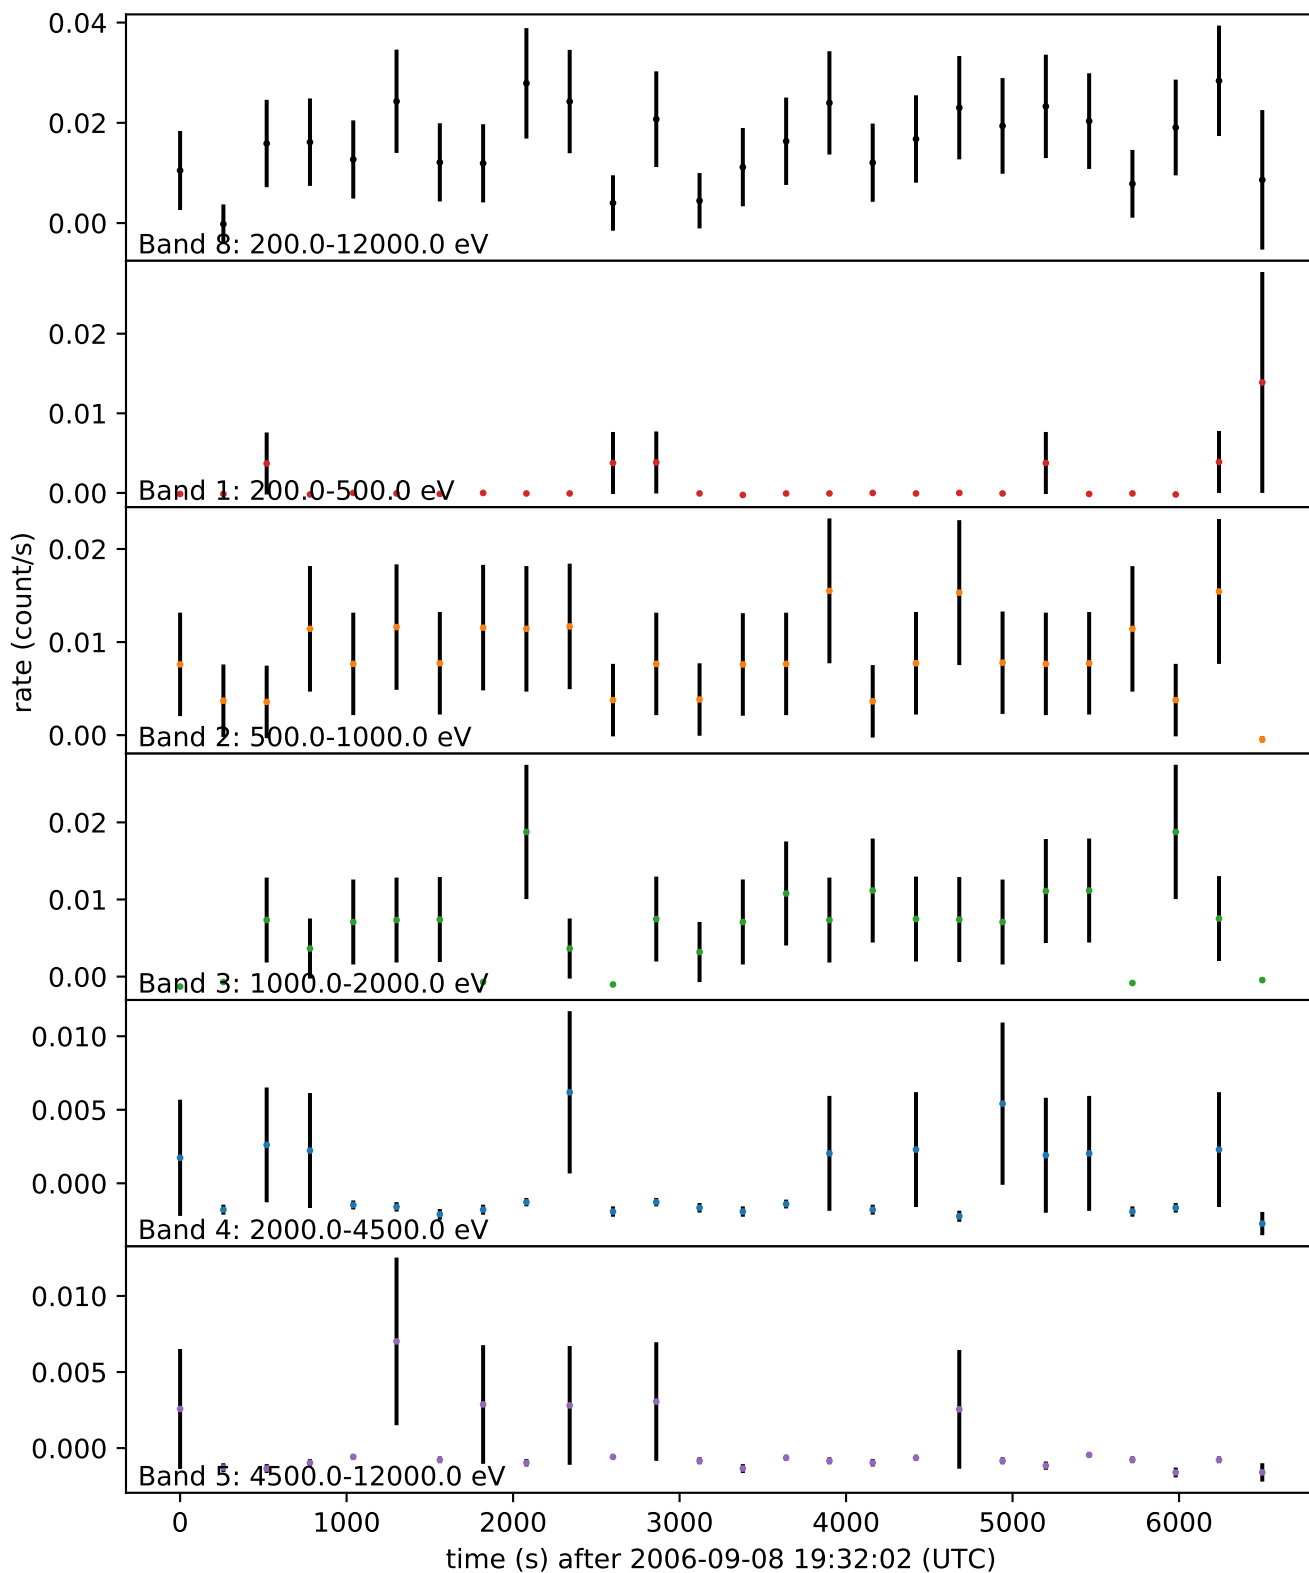 0.04
0.02
0.00
Band 8: 200.0-12000.0 eV
0.02
0.01
0.00
Band 1: 200.0-500.0 eV
rate (count/s)
0.02
0.01
0.00
Band 2: 500.0-1000.0 eV
0.02
0.01
0.00
Band 3: 1000.0-2000.0 eV
0.010
0.005
0.000
Band 4: 2000.0-4500.0 eV
0.010
0.005
0.000
Band 5: 4500.0-12000.0 eV
0 1000 2000 3000 4000 5000 6000
time (s) after 2006-09-08 19:32:02 (UTC)